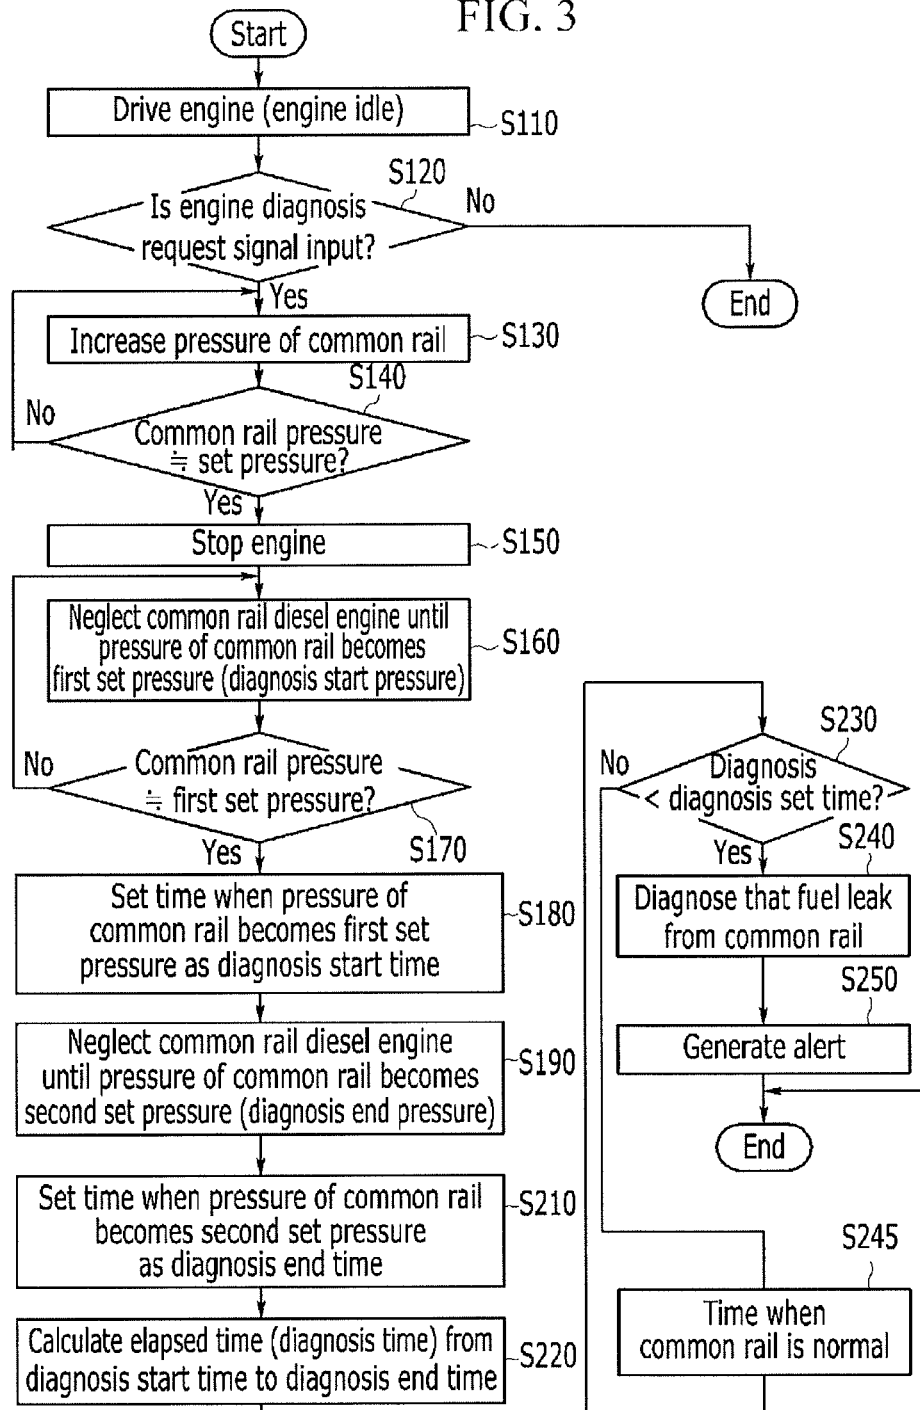 FIG. 3
Start
Drive engine (engine idle)
S110
S120
Is engine diagnosis
request signal input?
No
End
Yes
Increase pressure of common rail
S130
S140
No
Common rail pressure
≒ set pressure?
Yes
Stop engine
S150
Neglect common rail diesel engine until
pressure of common rail becomes
first set pressure (diagnosis start pressure)
S160
No
Common rail pressure
≒ first set pressure?
S170
Yes
Set time when pressure of
common rail becomes first set
pressure as diagnosis start time
S180
Neglect common rail diesel engine
until pressure of common rail becomes
second set pressure (diagnosis end pressure)
S190
Set time when pressure of common rail
becomes second set pressure
as diagnosis end time
S210
Calculate elapsed time (diagnosis time) from
diagnosis start time to diagnosis end time
S220
S230
No
Diagnosis
< diagnosis set time?
Yes
S240
Diagnose that fuel leak
from common rail
S250
Generate alert
End
S245
Time when
common rail is normal